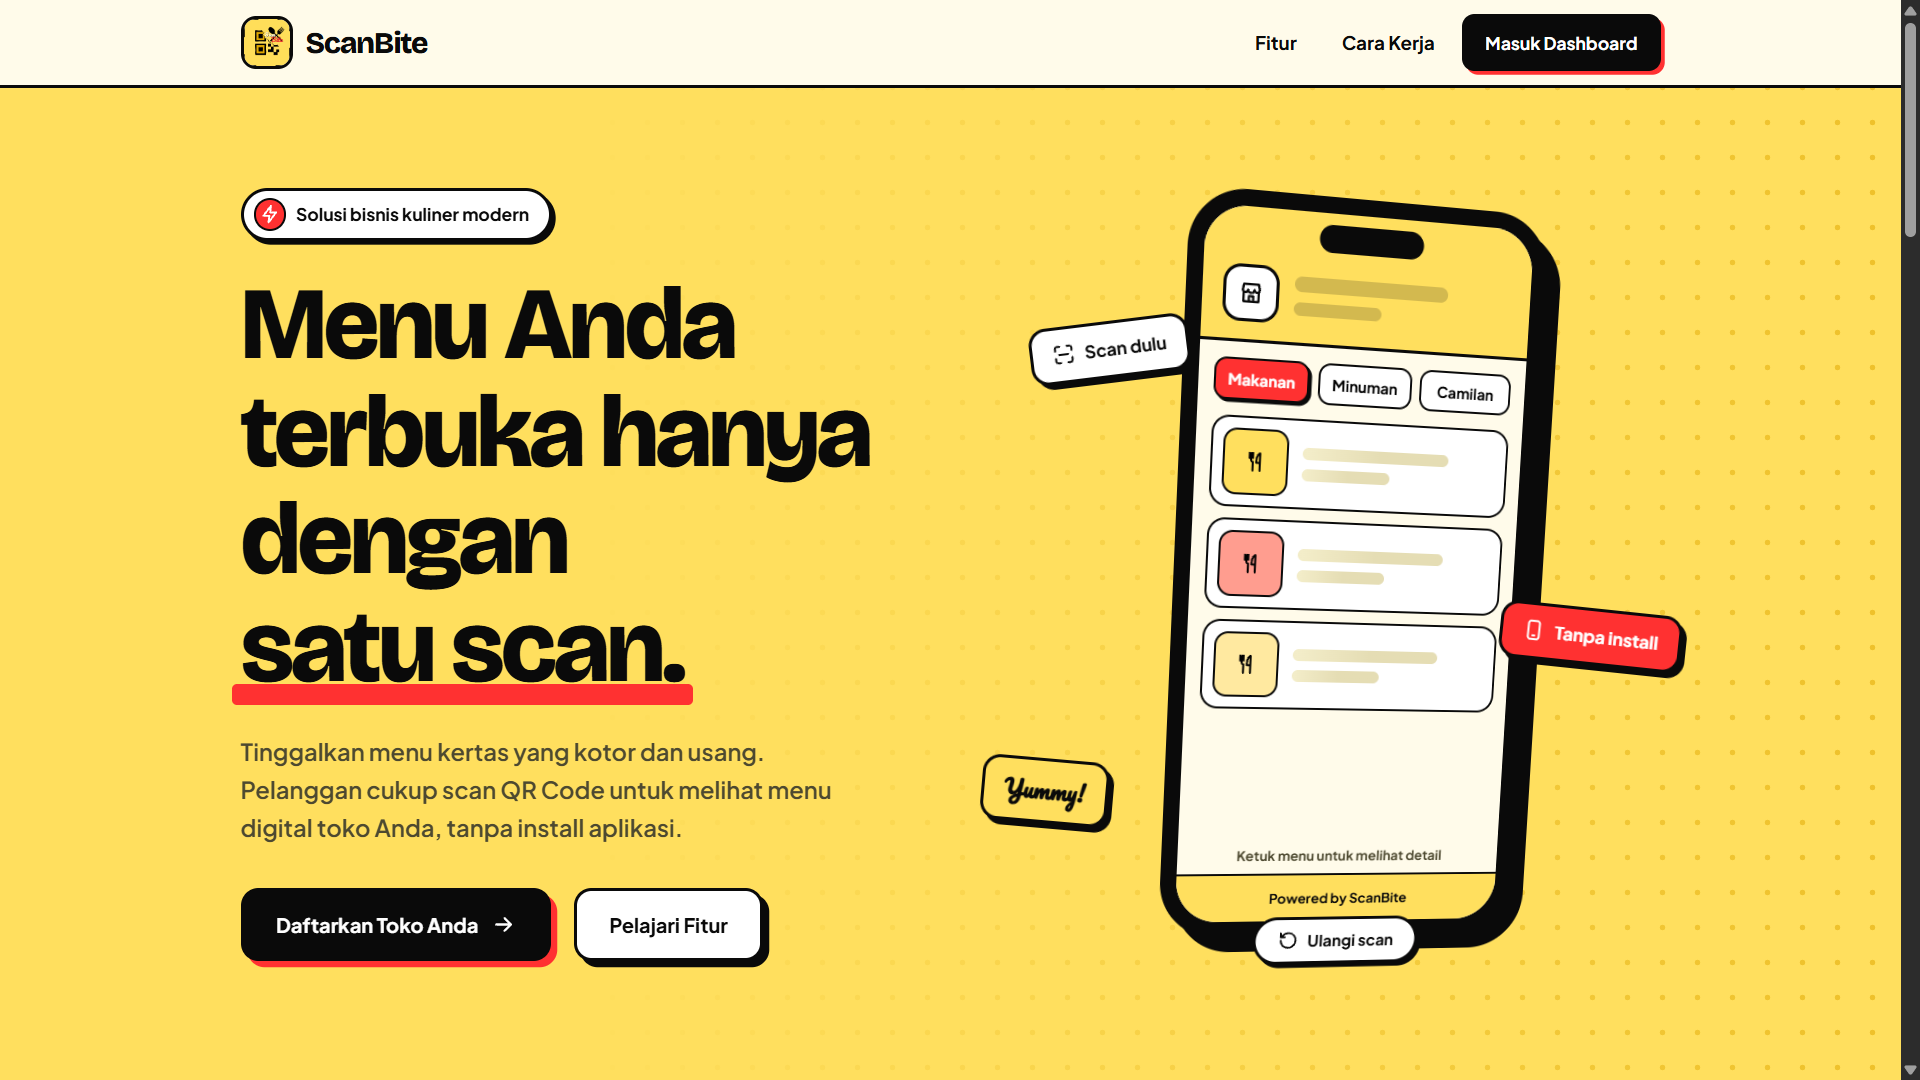 ScanBite
Fitur
Cara Kerja
Masuk Dashboard
Solusi bisnis kuliner modern
Menu Anda
terbuka hanya
dengan
satu scan.
Tinggalkan menu kertas yang kotor dan usang.
Pelanggan cukup scan QR Code untuk melihat menu
digital toko Anda, tanpa install aplikasi.
Daftarkan Toko Anda
Pelajari Fitur
Scan dulu
Makanan
Minuman
Camilan
Tanpa install
Yummy!
Ketuk menu untuk melihat detail
Powered by ScanBite
Ulangi scan